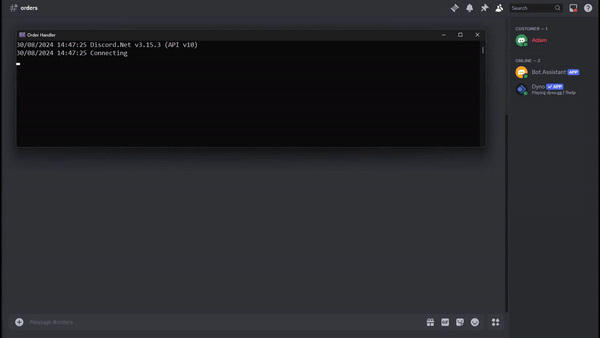 orders
Search
Order Handler
30/08/2024 14:47:25 Discord.Net v3.15.3 (API v10)
30/08/2024 14:47:25 Connecting
CUSTOMER — 1
Adam
ONLINE — 2
Bot Assistant APP
Dyno ✓ APP
Playing dyno.gg | ?help
Message #orders
GIF